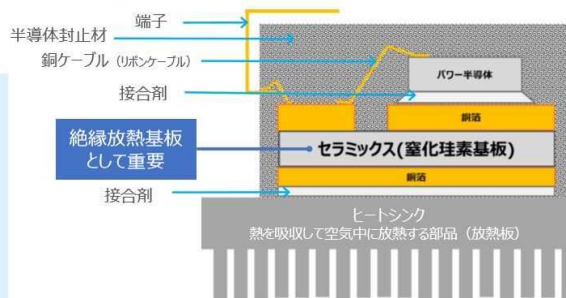 端子
半導体封止材
銅ケーブル（リボンケーブル）
パワー半導体
接合剤
銅箔
絶縁放熱基板
として重要
セラミックス(窒化珪素基板)
銅箔
接合剤
ヒートシンク
熱を吸収して空気中に放熱する部品（放熱板）